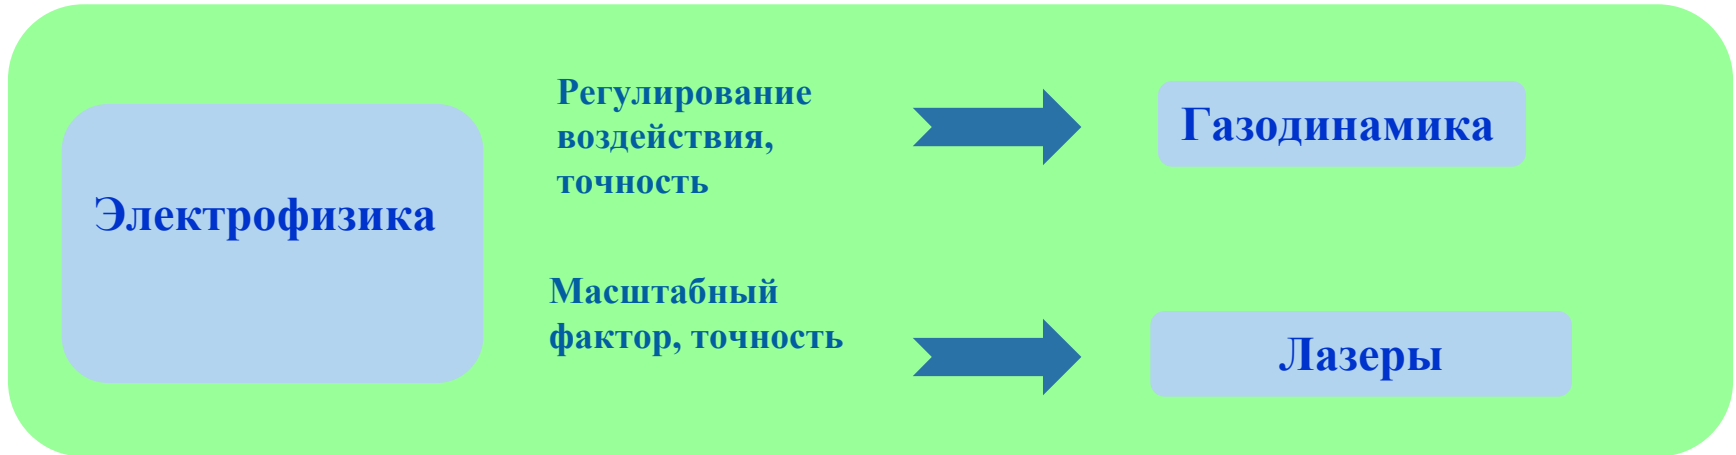 Электрофизика
Регулирование
воздействия,
точность
Газодинамика
Масштабный
фактор, точность
Лазеры